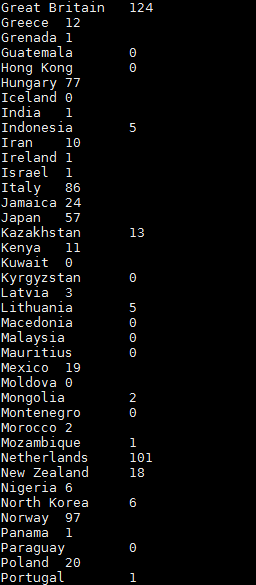 Great Britain 124
Greece 12
Grenada 1
Guatemala 0
Hong Kong 0
Hungary 77
Iceland 0
India 1
Indonesia 5
Iran 10
Ireland 1
Israel 1
Italy 86
Jamaica 24
Japan 57
Kazakhstan 13
Kenya 11
Kuwait 0
Kyrgyzstan 0
Latvia 3
Lithuania 5
Macedonia 0
Malaysia 0
Mauritius 0
Mexico 19
Moldova 0
Mongolia 2
Montenegro 0
Morocco 2
Mozambique 1
Netherlands 101
New Zealand 18
Nigeria 6
North Korea 6
Norway 97
Panama 1
Paraguay 0
Poland 20
Portugal 1